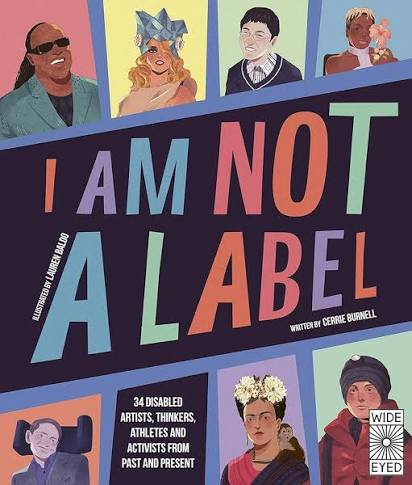 I AM NOT
A LABEL
ILLUSTRATED BY LAUREN BALDO
WRITTEN BY CERRIE BURNELL
34 DISABLED
ARTISTS, THINKERS,
ATHLETES AND
ACTIVISTS FROM
PAST AND PRESENT
WIDE
EYED